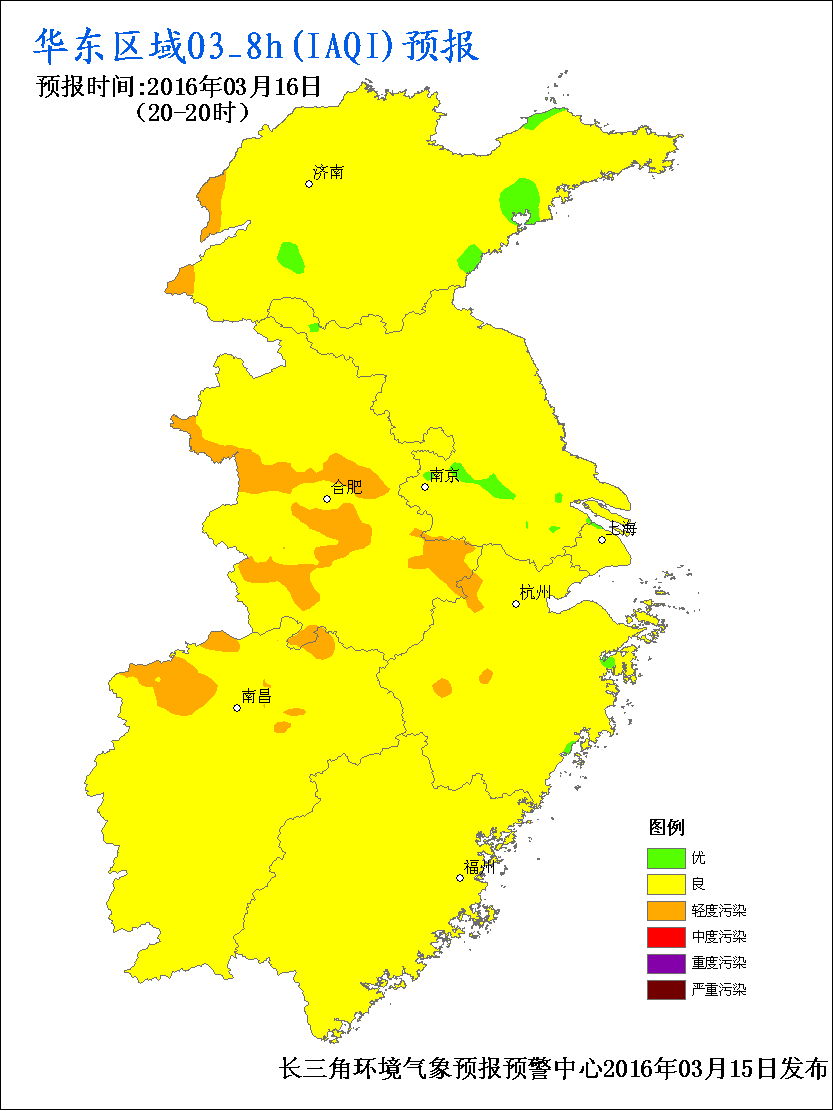 华东区域O3_8h(IAQI)预报
预报时间:2016年03月16日
(20-20时)
济南
南京
合肥
上海
杭州
南昌
福州
图例
优
良
轻度污染
中度污染
重度污染
严重污染
长三角环境气象预报预警中心2016年03月15日发布